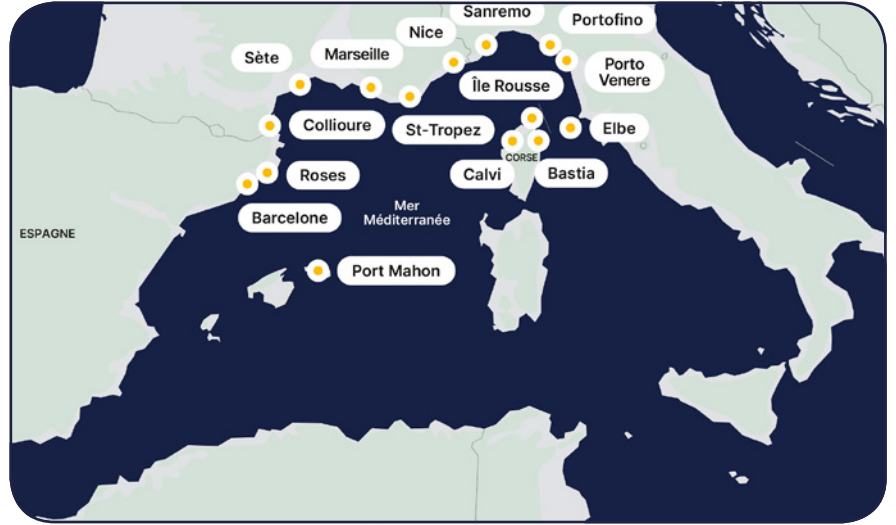 Sanremo
Portofino
Nice
Marseille
Sète
Porto
Venere
Île Rousse
Collioure
St-Tropez
Elbe
CORSE
Roses
Calvi
Bastia
Barcelone
Mer
Méditerranée
ESPAGNE
Port Mahon